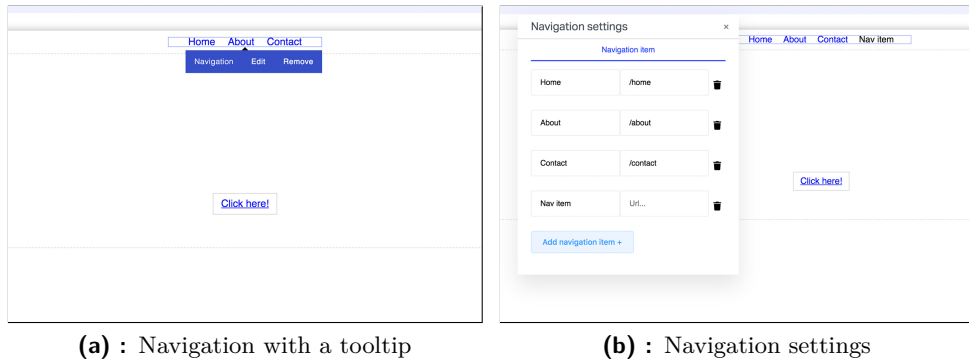 Home About Contact
Navigation Edit Remove
Click here!
(a) : Navigation with a tooltip
Navigation settings ×
Navigation item
Home /home
About /about
Contact /contact
Nav item Url...
Add navigation item +
Home About Contact Nav item
Click here!
(b) : Navigation settings